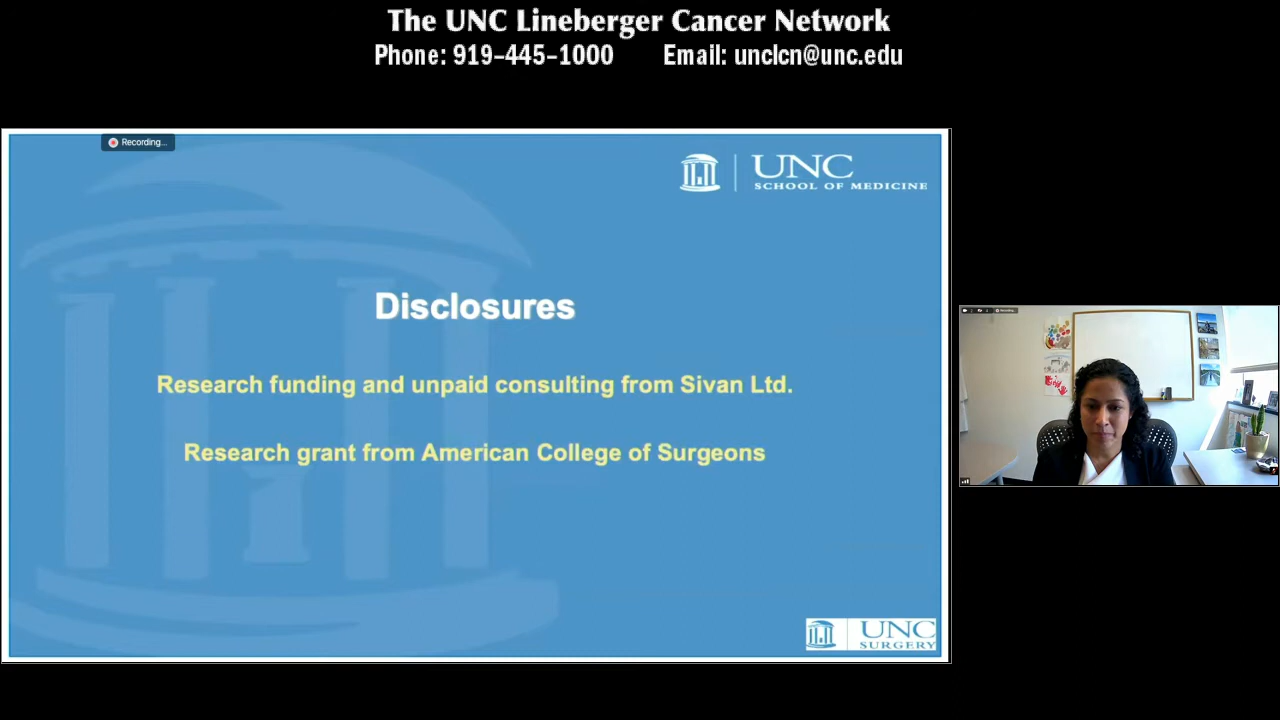 The UNC Lineberger Cancer Network
Phone: 919-445-1000 Email: unclcn@unc.edu
Recording...
UNC
SCHOOL OF MEDICINE
Disclosures
Research funding and unpaid consulting from Sivan Ltd.
Research grant from American College of Surgeons
Recording...
UNC
SURGERY